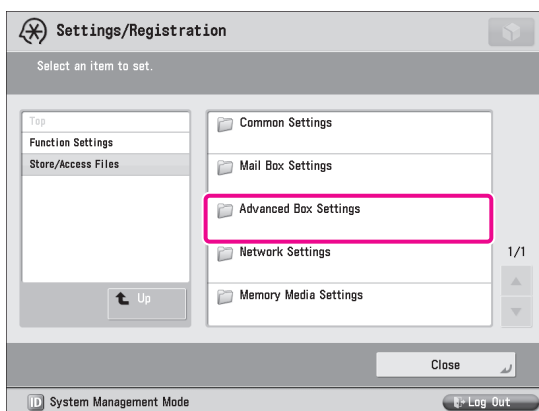 Settings/Registration
Select an item to set.
Top
Function Settings
Store/Access Files
Up
Common Settings
Mail Box Settings
Advanced Box Settings
Network Settings
Memory Media Settings
1/1
Close
ID System Management Mode
Log Out